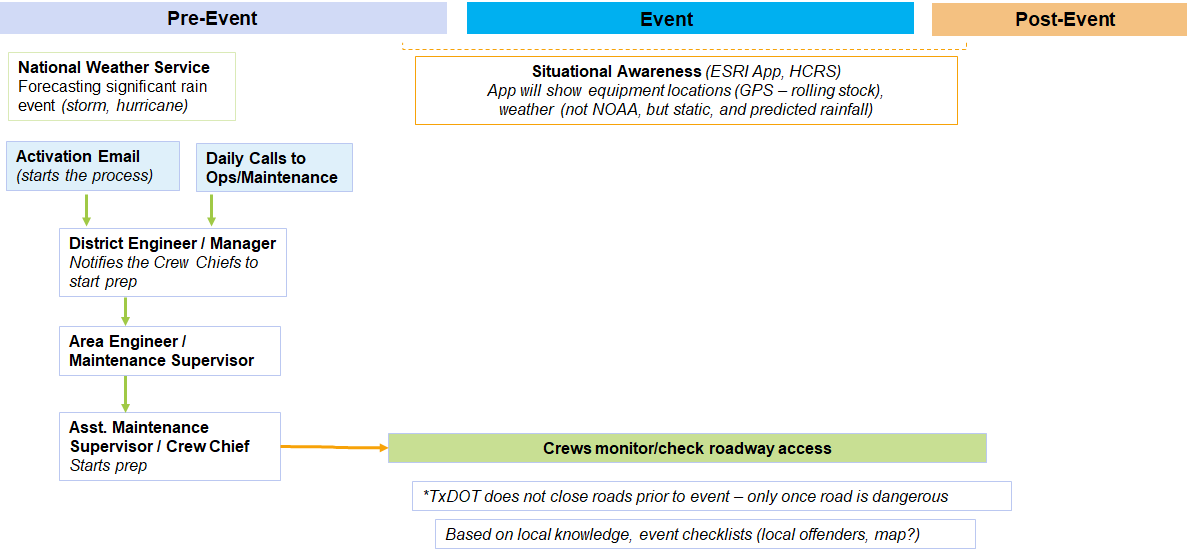 Pre-Event
Event
Post-Event
National Weather Service
Forecasting significant rain
event (storm, hurricane)
Situational Awareness (ESRI App, HCRS)
App will show equipment locations (GPS – rolling stock),
weather (not NOAA, but static, and predicted rainfall)
Activation Email
(starts the process)
Daily Calls to
Ops/Maintenance
District Engineer / Manager
Notifies the Crew Chiefs to
start prep
Area Engineer /
Maintenance Supervisor
Asst. Maintenance
Supervisor / Crew Chief
Starts prep
Crews monitor/check roadway access
*TxDOT does not close roads prior to event – only once road is dangerous
Based on local knowledge, event checklists (local offenders, map?)